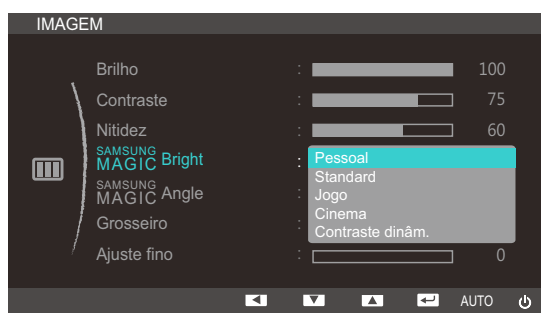 IMAGEM
Brilho : 100
Contraste : 75
Nitidez : 60
SAMSUNG MAGIC Bright : Pessoal
Standard
SAMSUNG MAGIC Angle : Jogo
Cinema
Grosseiro : Contraste dinâm.
Ajuste fino : 0
AUTO